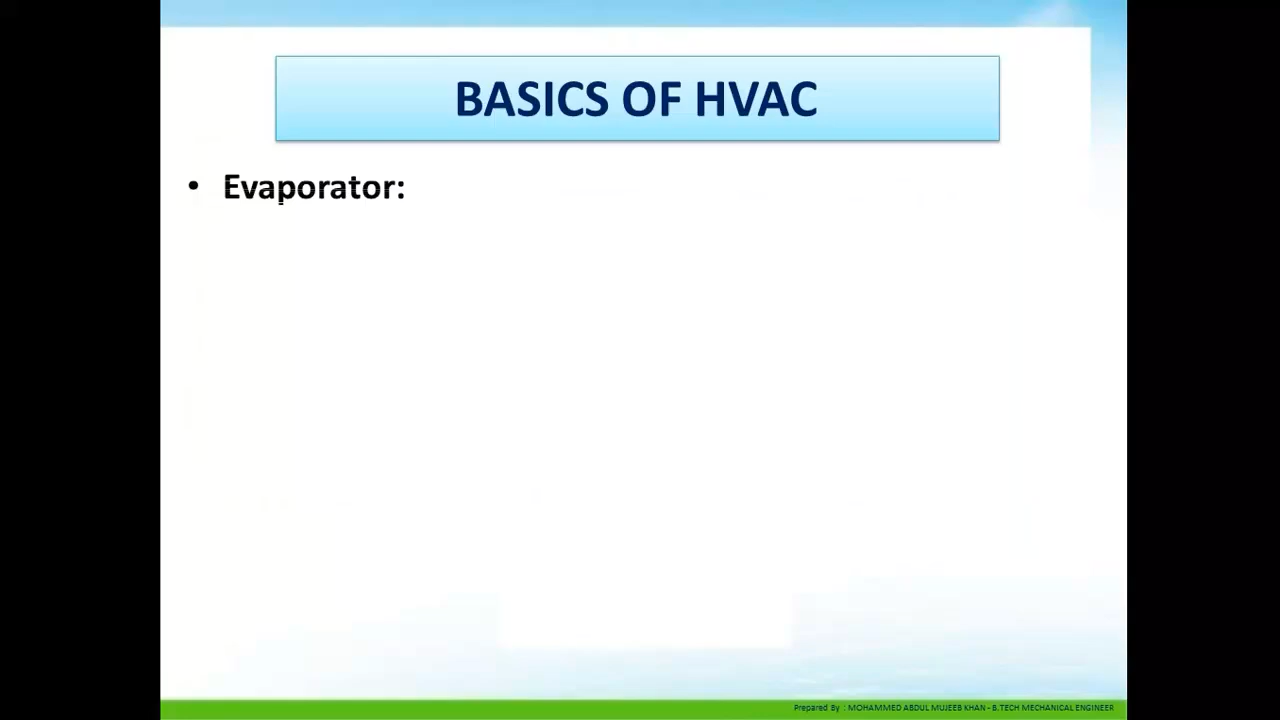 BASICS OF HVAC
• Evaporator:
Prepared By : MOHAMMED ABDUL MUJEEB KHAN - B.TECH MECHANICAL ENGINEER